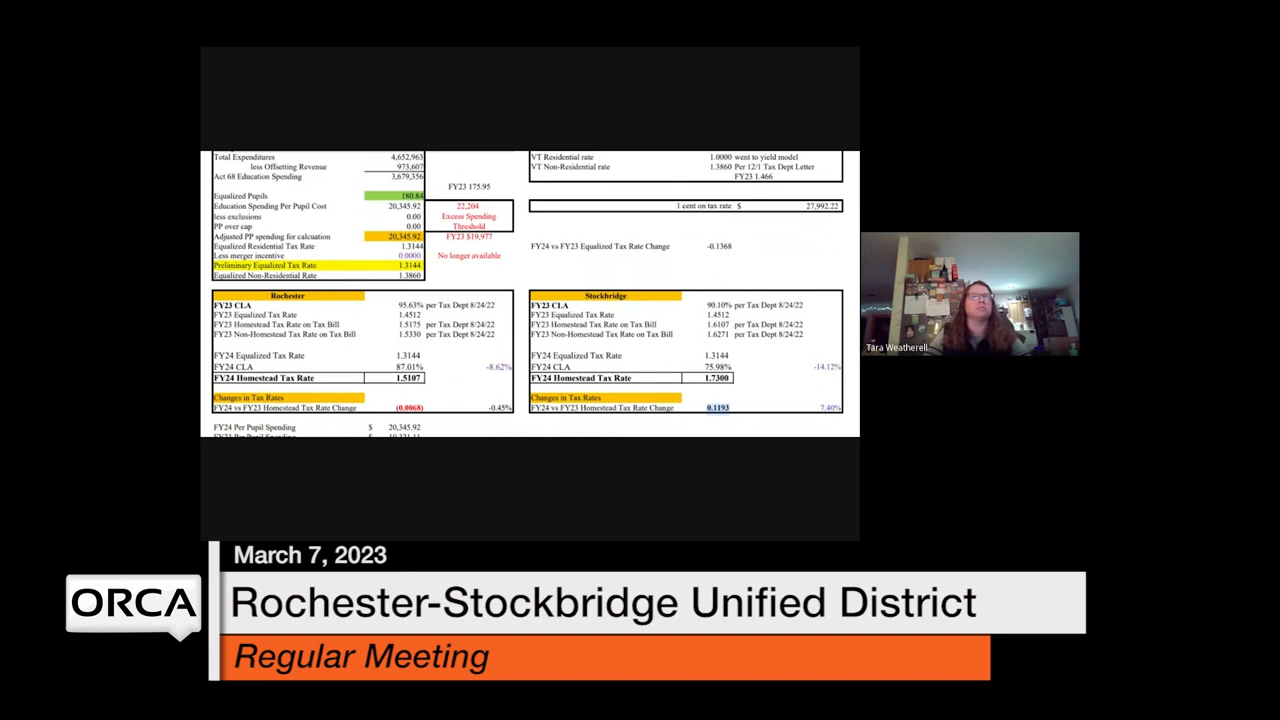 Total Expenditures 4,652,963
less Offsetting Revenue 973,607
Act 68 Education Spending 3,679,356
FY23 175.95
Equalized Pupils 180.84
Education Spending Per Pupil Cost 20,345.92 22,204
less exclusions 0.00 Excess Spending
PP over cap 0.00 Threshold
Adjusted PP spending for calcuation 20,345.92 FY23 $19,977
Equalized Residential Tax Rate 1.3144
Less merger incentive 0.0000 No longer available
Preliminary Equalized Tax Rate 1.3144
Equalized Non-Residential Rate 1.3860
VT Residential rate 1.0000 went to yield model
VT Non-Residential rate 1.3860 Per 12/1 Tax Dept Letter
FY23 1.466
1 cent on tax rate $ 27,992.22
FY24 vs FY23 Equalized Tax Rate Change -0.1368
Rochester
FY23 CLA 95.63% per Tax Dept 8/24/22
FY23 Equalized Tax Rate 1.4512
FY23 Homestead Tax Rate on Tax Bill 1.5175 per Tax Dept 8/24/22
FY23 Non-Homestead Tax Rate on Tax Bill 1.5330 per Tax Dept 8/24/22
FY24 Equalized Tax Rate 1.3144
FY24 CLA 87.01% -8.62%
FY24 Homestead Tax Rate 1.5107
Changes in Tax Rates
FY24 vs FY23 Homestead Tax Rate Change (0.0068) -0.45%
FY24 Per Pupil Spending $ 20,345.92
Stockbridge
FY23 CLA 90.10% per Tax Dept 8/24/22
FY23 Equalized Tax Rate 1.4512
FY23 Homestead Tax Rate on Tax Bill 1.6107 per Tax Dept 8/24/22
FY23 Non-Homestead Tax Rate on Tax Bill 1.6271 per Tax Dept 8/24/22
FY24 Equalized Tax Rate 1.3144
FY24 CLA 75.98% -14.12%
FY24 Homestead Tax Rate 1.7300
Changes in Tax Rates
FY24 vs FY23 Homestead Tax Rate Change 0.1193 7.40%
Tara Weatherell
March 7, 2023
ORCA
Rochester-Stockbridge Unified District
Regular Meeting